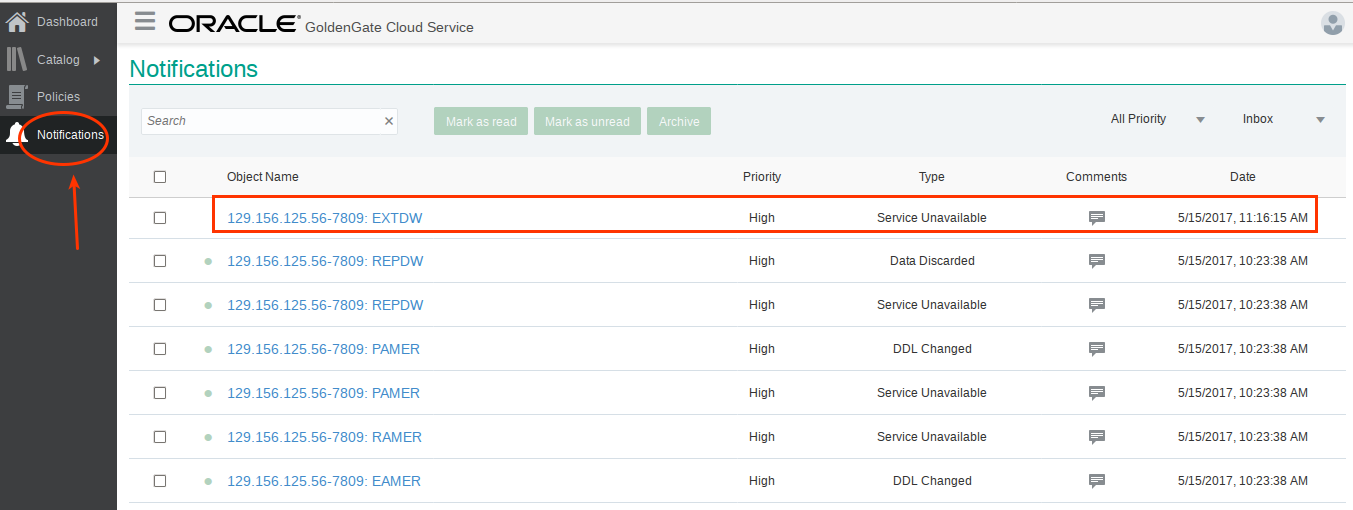 Dashboard
ORACLE® GoldenGate Cloud Service
Catalog
Policies
Notifications
Notifications
Search
Mark as read
Mark as unread
Archive
All Priority
Inbox
Object Name Priority Type Comments Date
129.156.125.56-7809: EXTDW High Service Unavailable 5/15/2017, 11:16:15 AM
129.156.125.56-7809: REPDW High Data Discarded 5/15/2017, 10:23:38 AM
129.156.125.56-7809: REPDW High Service Unavailable 5/15/2017, 10:23:38 AM
129.156.125.56-7809: PAMER High DDL Changed 5/15/2017, 10:23:38 AM
129.156.125.56-7809: PAMER High Service Unavailable 5/15/2017, 10:23:38 AM
129.156.125.56-7809: RAMER High Service Unavailable 5/15/2017, 10:23:38 AM
129.156.125.56-7809: EAMER High DDL Changed 5/15/2017, 10:23:38 AM